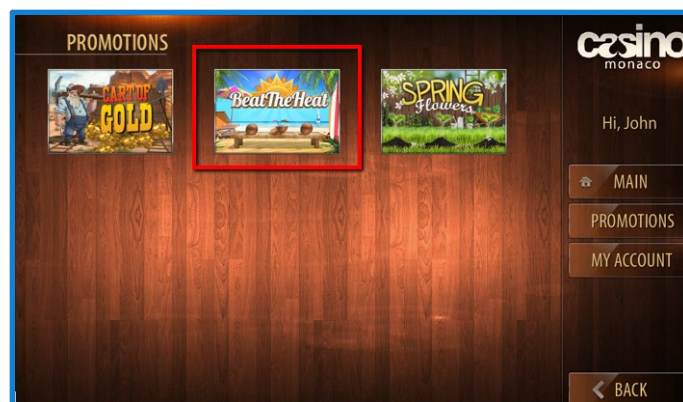 PROMOTIONS
CART OF
GOLD
BeatTheHeat
SPRING
Flowers
casino
monaco
Hi, John
MAIN
PROMOTIONS
MY ACCOUNT
BACK